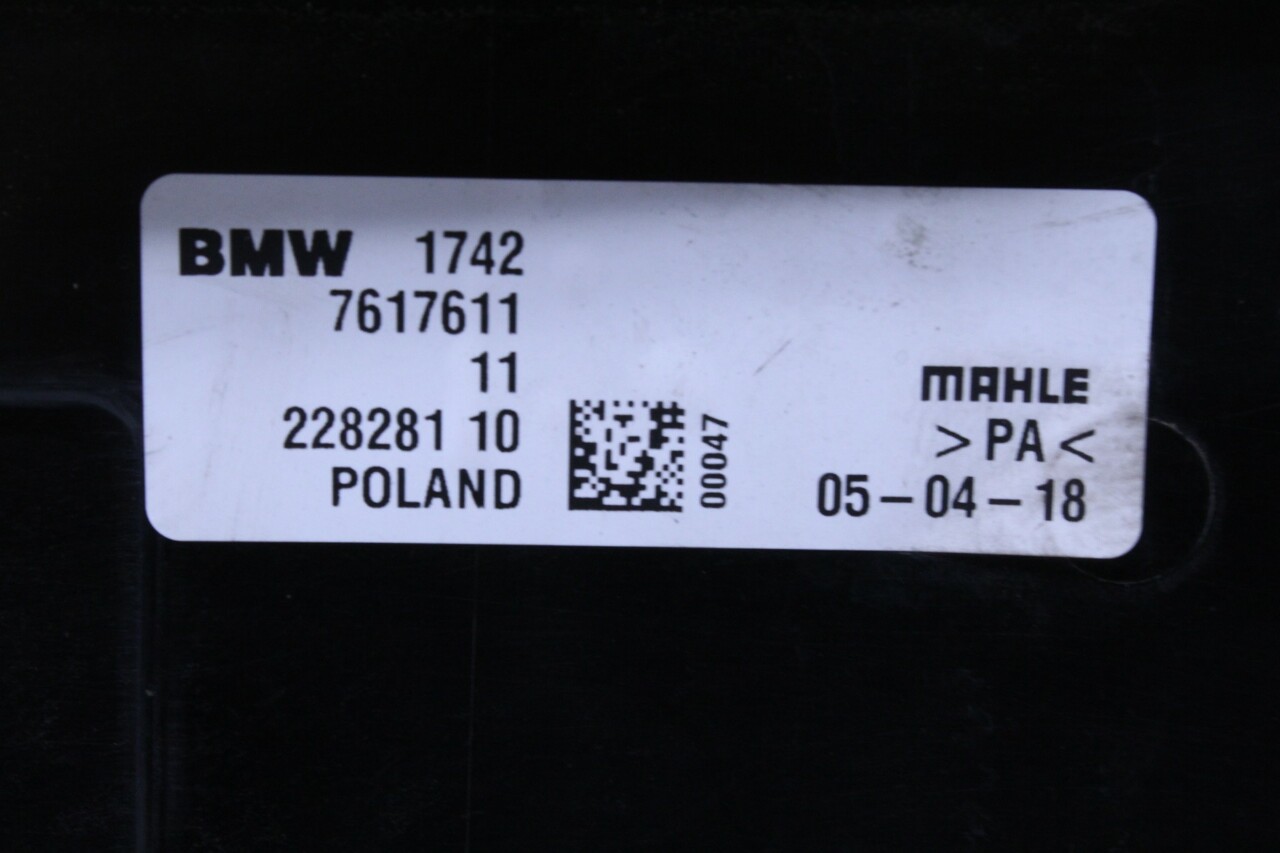 BMW 1742
7617611
11
228281 10
POLAND
00047
MAHLE
>PA<
05-04-18